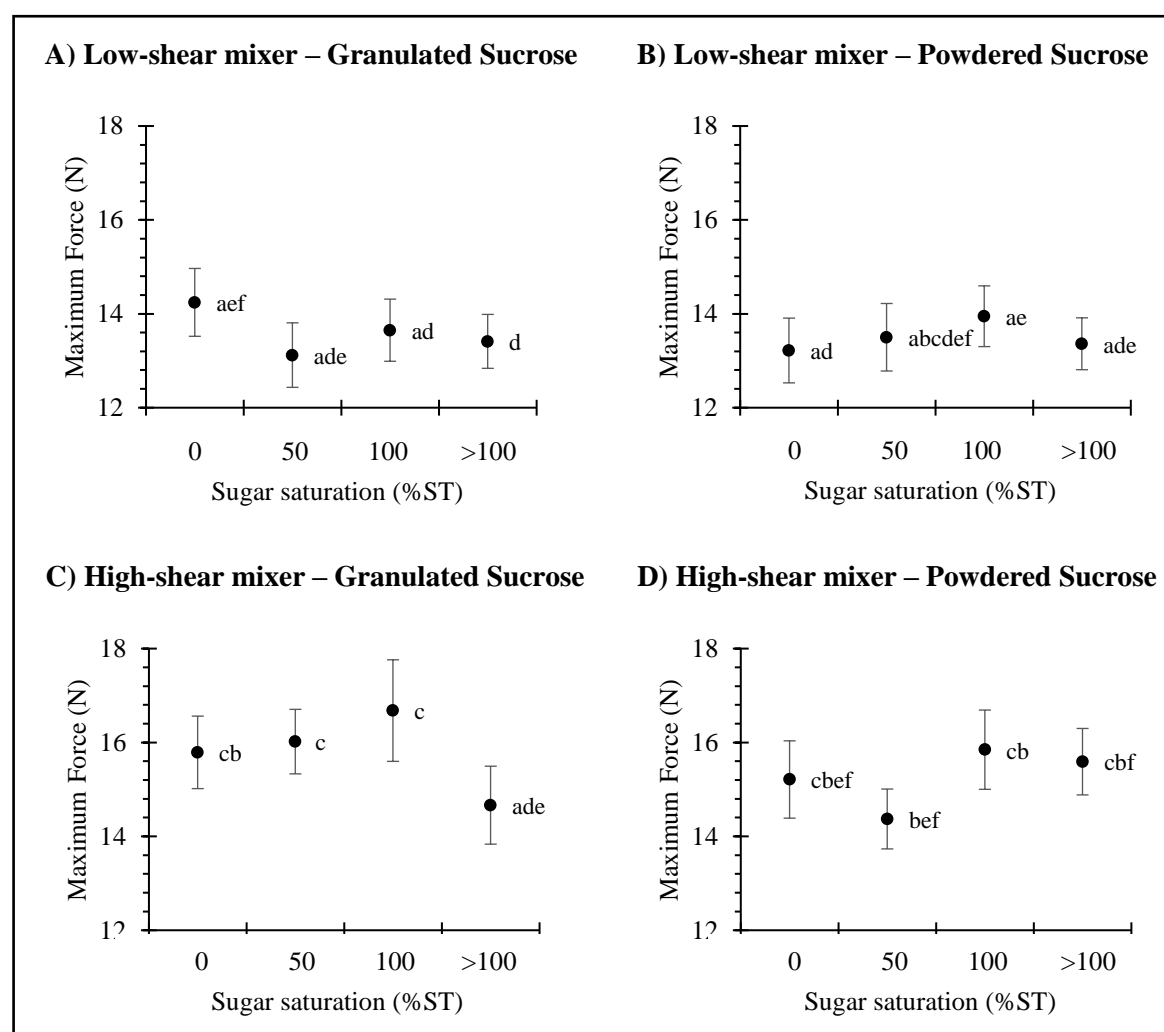 A) Low-shear mixer – Granulated Sucrose
Maximum Force (N)
18
16
14
12
aef
ade
ad
d
0 50 100 >100
Sugar saturation (%ST)
B) Low-shear mixer – Powdered Sucrose
Maximum Force (N)
18
16
14
12
ad
abcdef
ae
ade
0 50 100 >100
Sugar saturation (%ST)
C) High-shear mixer – Granulated Sucrose
Maximum Force (N)
18
16
14
12
cb
c
c
ade
0 50 100 >100
Sugar saturation (%ST)
D) High-shear mixer – Powdered Sucrose
Maximum Force (N)
18
16
14
12
cbef
bef
cb
cbf
0 50 100 >100
Sugar saturation (%ST)